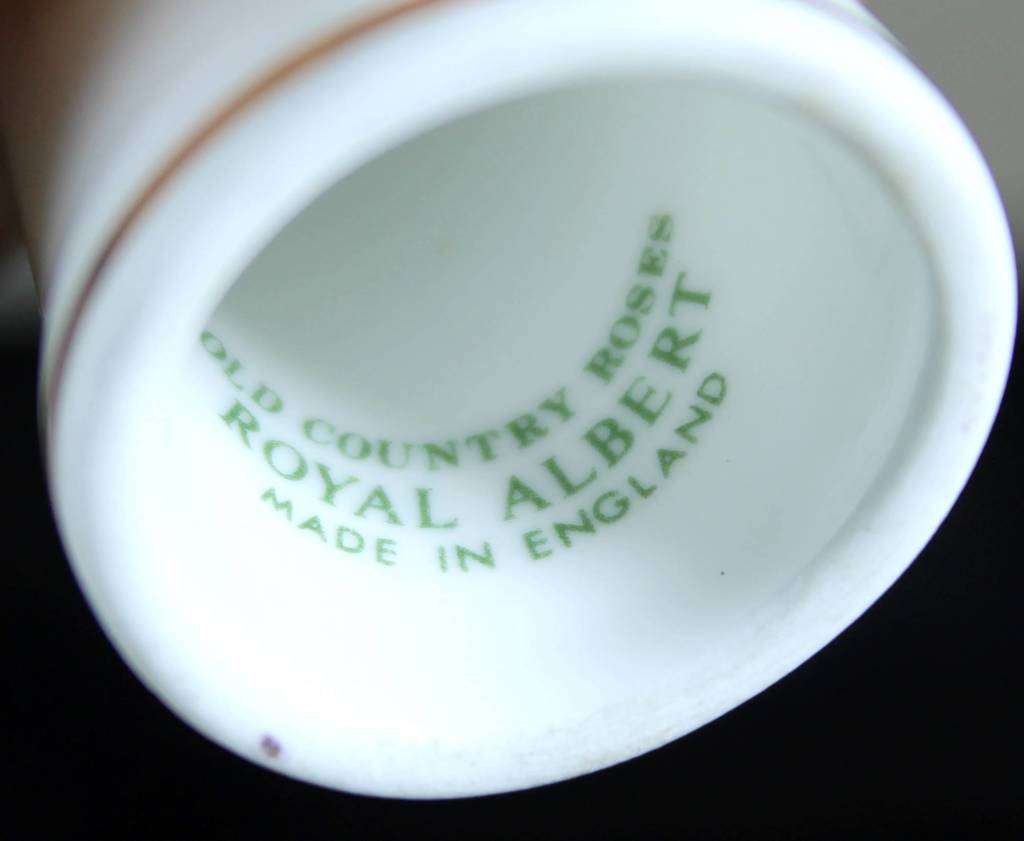 OLD COUNTRY ROSES
ROYAL ALBERT
MADE IN ENGLAND